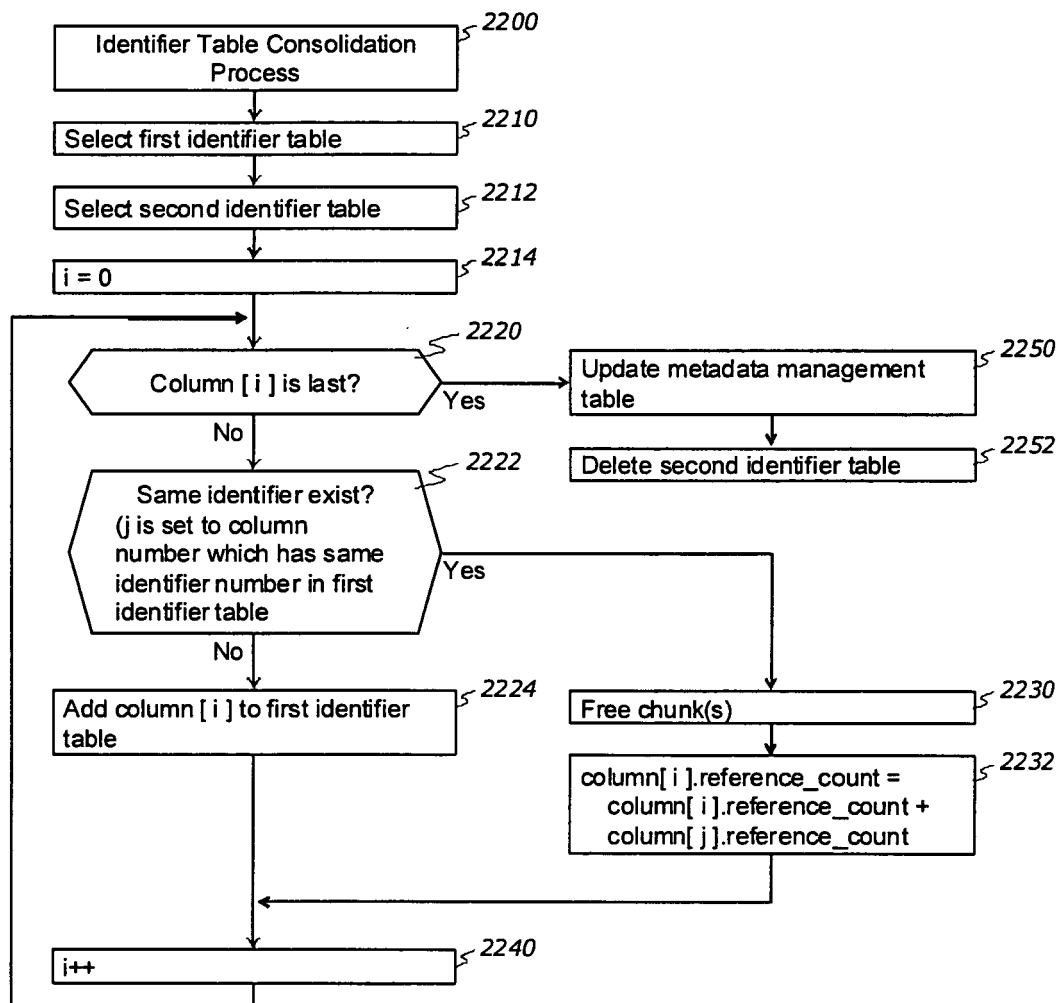 2200
Identifier Table Consolidation
Process
2210
Select first identifier table
2212
Select second identifier table
2214
i = 0
2220
Column [ i ] is last?
Yes
No
2250
Update metadata management
table
2252
Delete second identifier table
2222
Same identifier exist?
(j is set to column
number which has same
identifier number in first
identifier table
Yes
No
2224
Add column [ i ] to first identifier
table
2230
Free chunk(s)
2232
column[ i ].reference_count =
column[ i ].reference_count +
column[ j ].reference_count
2240
i++